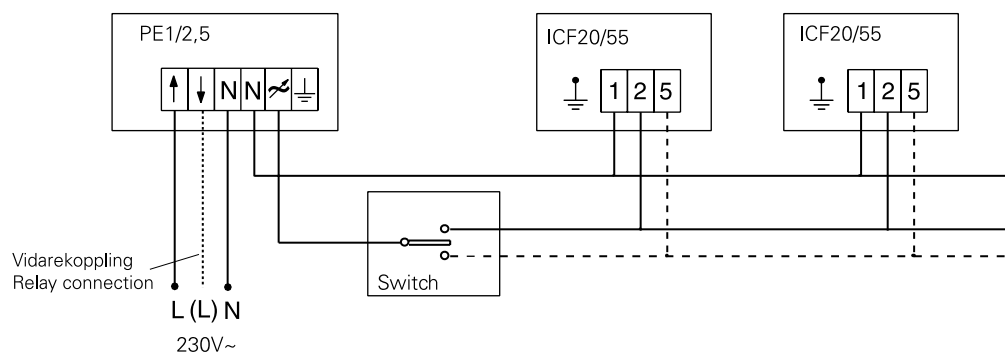 PE1/2,5
ICF20/55
ICF20/55
N N
1 2 5
1 2 5
Vidarekoppling
Relay connection
Switch
L (L) N
230V~